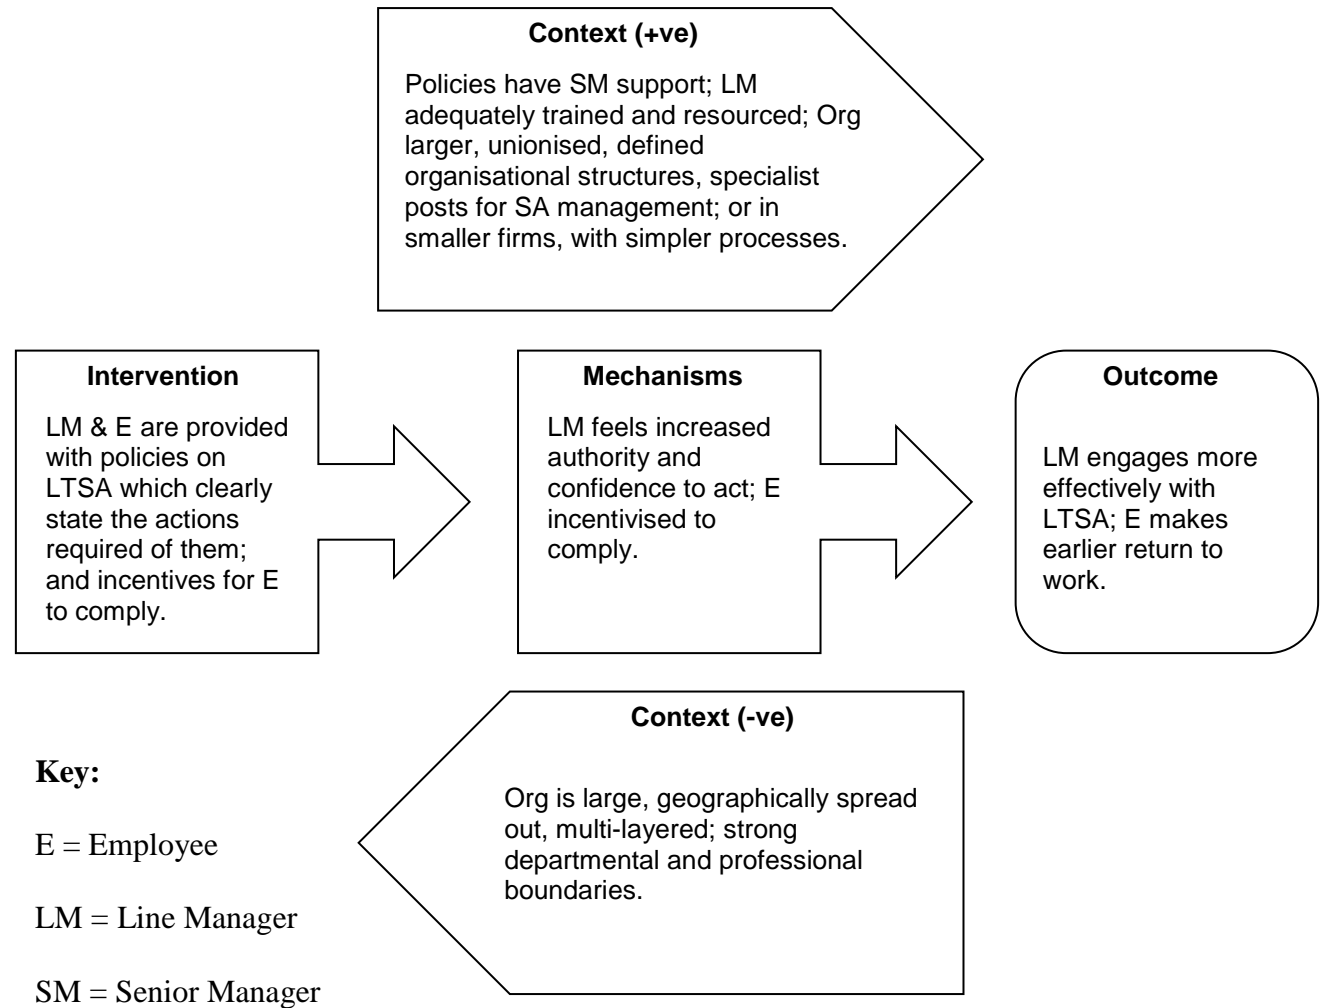 Context (+ve)
Policies have SM support; LM
adequately trained and resourced; Org
larger, unionised, defined
organisational structures, specialist
posts for SA management; or in
smaller firms, with simpler processes.
Intervention
LM & E are provided
with policies on
LTSA which clearly
state the actions
required of them;
and incentives for E
to comply.
Mechanisms
LM feels increased
authority and
confidence to act; E
incentivised to
comply.
Outcome
LM engages more
effectively with
LTSA; E makes
earlier return to
work.
Context (-ve)
Org is large, geographically spread
out, multi-layered; strong
departmental and professional
boundaries.
Key:
E = Employee
LM = Line Manager
SM = Senior Manager